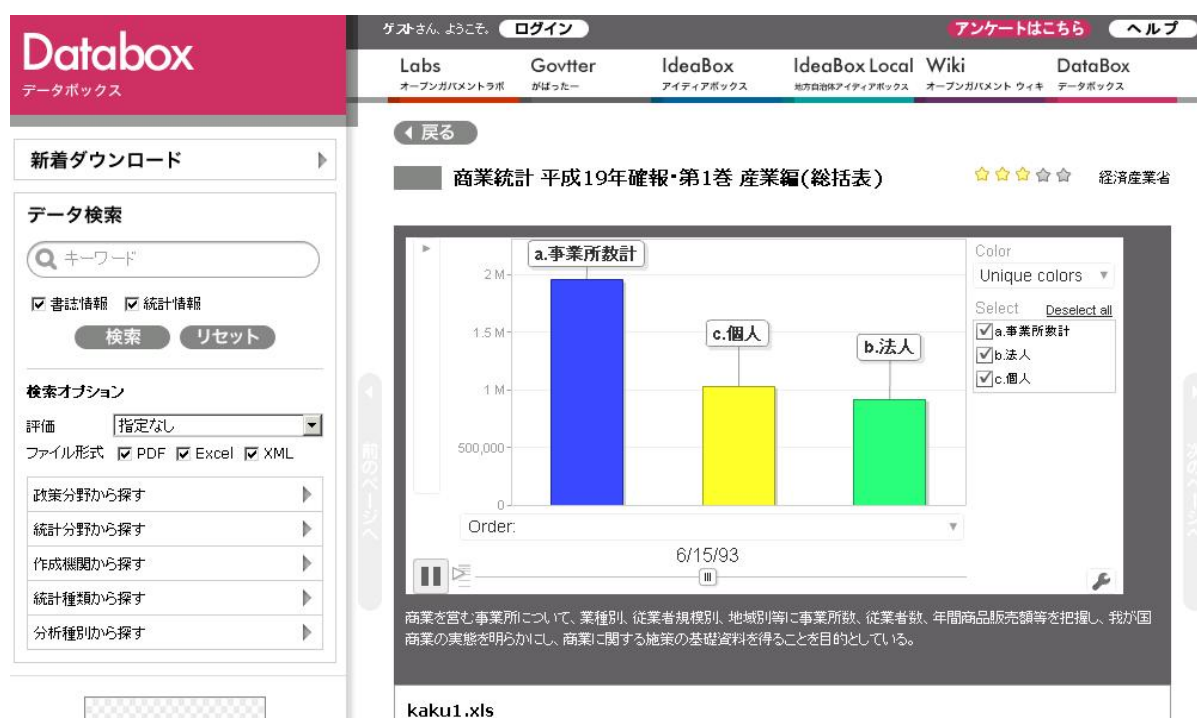 Databox
データボックス
新着ダウンロード
データ検索
キーワード
書誌情報 統計情報
検索 リセット
検索オプション
評価 指定なし
ファイル形式 PDF Excel XML
政策分野から探す
統計分野から探す
作成機関から探す
統計種類から探す
分析種別から探す
ゲストさん、ようこそ。 ログイン アンケートはこちら ヘルプ
Labs Govtter IdeaBox IdeaBox Local Wiki DataBox
オープンガバメントラボ がばったー アイディアボックス 地方自治体アイディアボックス オープンガバメント ウィキ データボックス
戻る
商業統計 平成19年確報・第1巻 産業編(総括表) 経済産業省
a.事業所数計
c.個人
b.法人
2 M
1.5 M
1 M
500,000
0
Color
Unique colors
Select Deselect all
a.事業所数計
b.法人
c.個人
Order:
6/15/93
前のページへ
次のページへ
商業を営む事業所について、業種別、従業者規模別、地域別等に事業所数、従業者数、年間商品販売額等を把握し、我が国
商業の実態を明らかにし、商業に関する施策の基礎資料を得ることを目的としている。
kaku1.xls